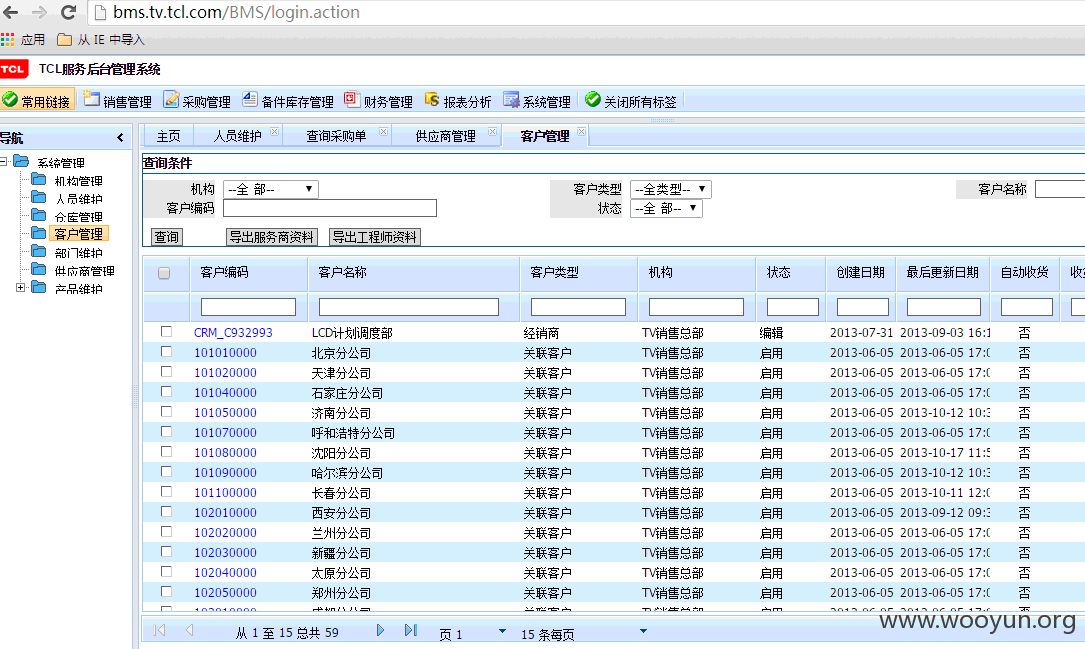 bms.tv.tcl.com/BMS/login.action
应用 从 IE 中导入
TCL TCL服务后台管理系统
常用链接 销售管理 采购管理 备件库存管理 财务管理 报表分析 系统管理 关闭所有标签
导航 主页 人员维护 查询采购单 供应商管理 客户管理
系统管理
机构管理
人员维护
仓库管理
客户管理
部门维护
供应商管理
产品维护
查询条件
机构 --全 部-- 客户类型 --全类型-- 客户名称
客户编码 状态 --全 部--
查询 导出服务商资料 导出工程师资料
客户编码 客户名称 客户类型 机构 状态 创建日期 最后更新日期 自动收货
CRM_C932993 LCD计划调度部 经销商 TV销售总部 编辑 2013-07-31 2013-09-03 16:1 否
101010000 北京分公司 关联客户 TV销售总部 启用 2013-06-05 2013-06-05 17:0 否
101020000 天津分公司 关联客户 TV销售总部 启用 2013-06-05 2013-06-05 17:0 否
101040000 石家庄分公司 关联客户 TV销售总部 启用 2013-06-05 2013-06-05 17:0 否
101050000 济南分公司 关联客户 TV销售总部 启用 2013-06-05 2013-10-12 10:3 否
101070000 呼和浩特分公司 关联客户 TV销售总部 启用 2013-06-05 2013-06-05 17:0 否
101080000 沈阳分公司 关联客户 TV销售总部 启用 2013-06-05 2013-10-17 11:5 否
101090000 哈尔滨分公司 关联客户 TV销售总部 启用 2013-06-05 2013-10-12 10:3 否
101100000 长春分公司 关联客户 TV销售总部 启用 2013-06-05 2013-10-11 12:0 否
102010000 西安分公司 关联客户 TV销售总部 启用 2013-06-05 2013-09-12 09:3 否
102020000 兰州分公司 关联客户 TV销售总部 启用 2013-06-05 2013-06-05 17:0 否
102030000 新疆分公司 关联客户 TV销售总部 启用 2013-06-05 2013-06-05 17:0 否
102040000 太原分公司 关联客户 TV销售总部 启用 2013-06-05 2013-06-05 17:0 否
102050000 郑州分公司 关联客户 TV销售总部 启用 2013-06-05 2013-06-05 17:0 否
从 1 至 15 总共 59 页 1 15 条每页
www.wooyun.org